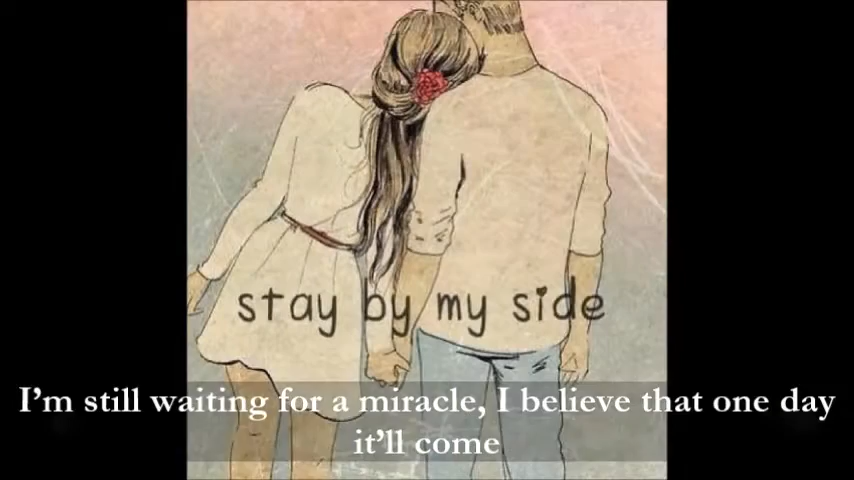 stay by my side
I'm still waiting for a miracle, I believe that one day
it'll come